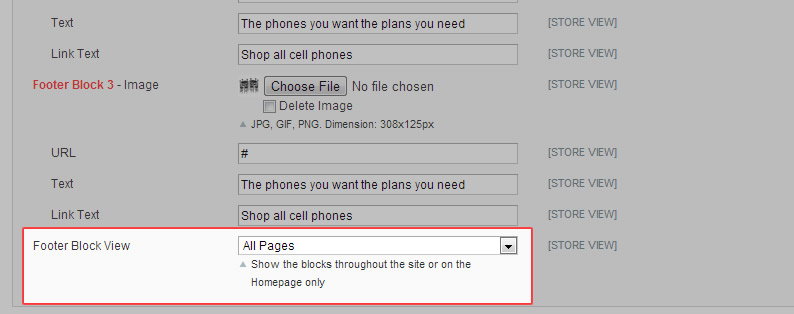 Text The phones you want the plans you need [STORE VIEW]
Link Text Shop all cell phones [STORE VIEW]
Footer Block 3 - Image Choose File No file chosen [STORE VIEW]
Delete Image
JPG, GIF, PNG. Dimension: 308x125px
URL # [STORE VIEW]
Text The phones you want the plans you need [STORE VIEW]
Link Text Shop all cell phones [STORE VIEW]
Footer Block View All Pages [STORE VIEW]
Show the blocks throughout the site or on the
Homepage only